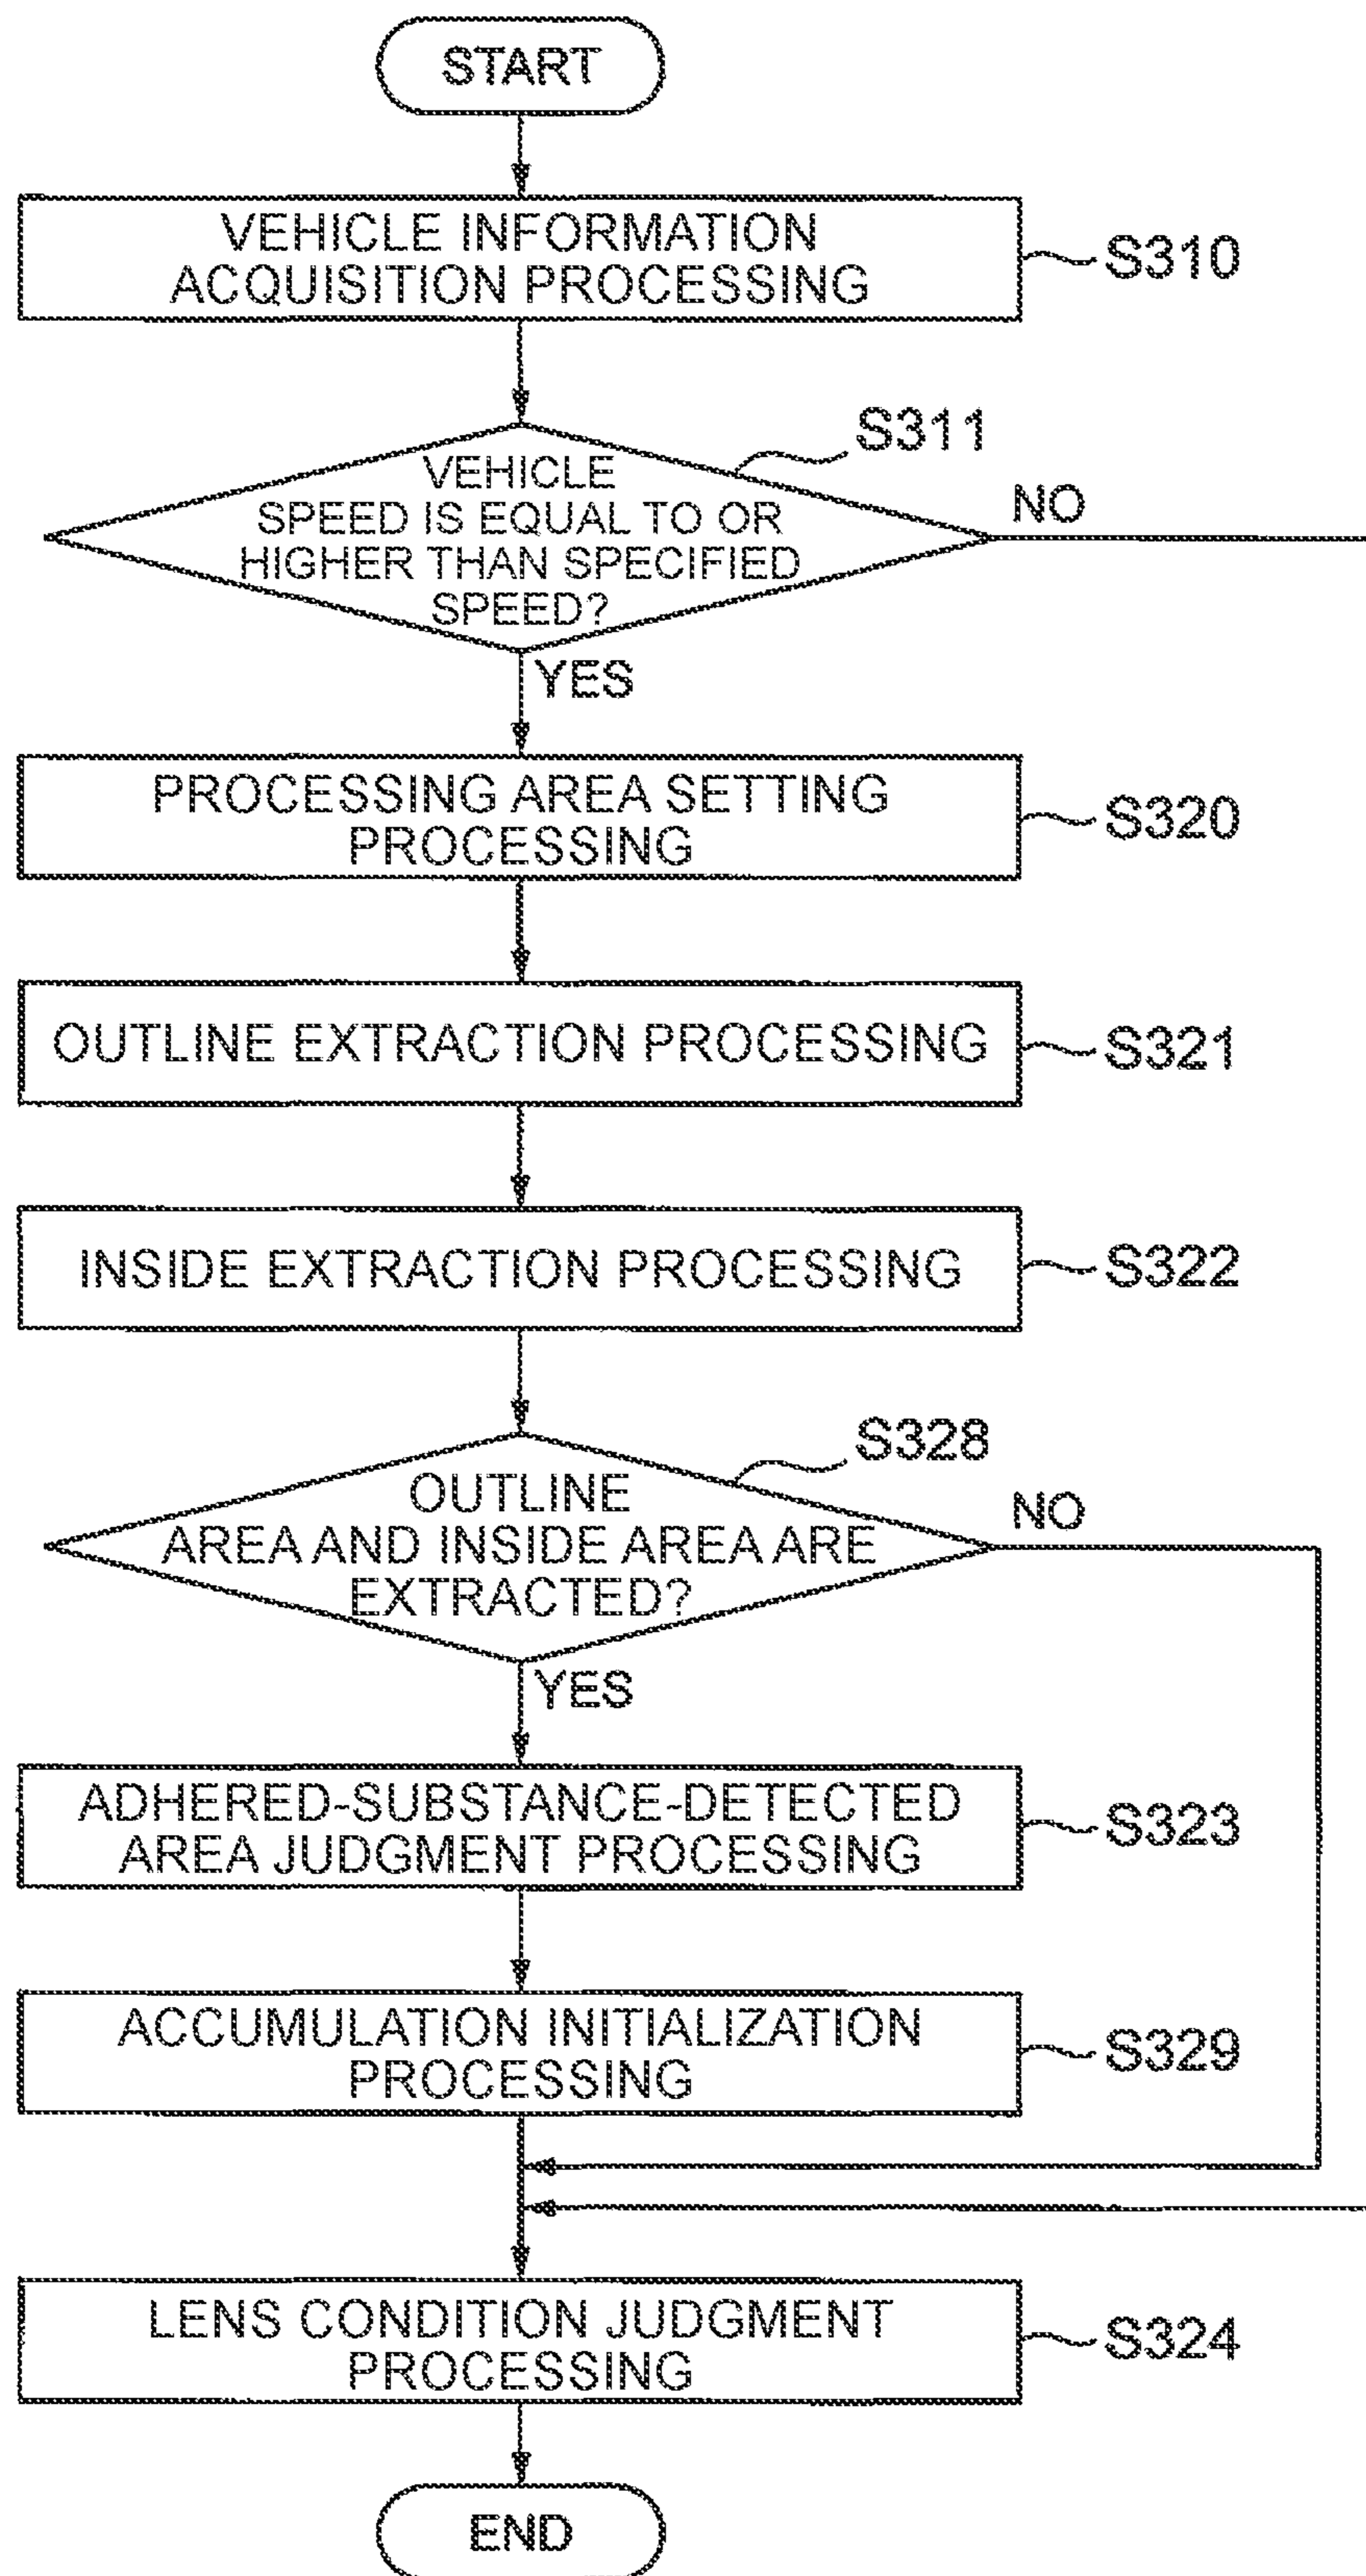 START
VEHICLE INFORMATION
ACQUISITION PROCESSING
S310
S311
VEHICLE
SPEED IS EQUAL TO OR
HIGHER THAN SPECIFIED
SPEED?
NO
YES
PROCESSING AREA SETTING
PROCESSING
S320
OUTLINE EXTRACTION PROCESSING
S321
INSIDE EXTRACTION PROCESSING
S322
S328
OUTLINE
AREA AND INSIDE AREA ARE
EXTRACTED?
NO
YES
ADHERED-SUBSTANCE-DETECTED
AREA JUDGMENT PROCESSING
S323
ACCUMULATION INITIALIZATION
PROCESSING
S329
LENS CONDITION JUDGMENT
PROCESSING
S324
END